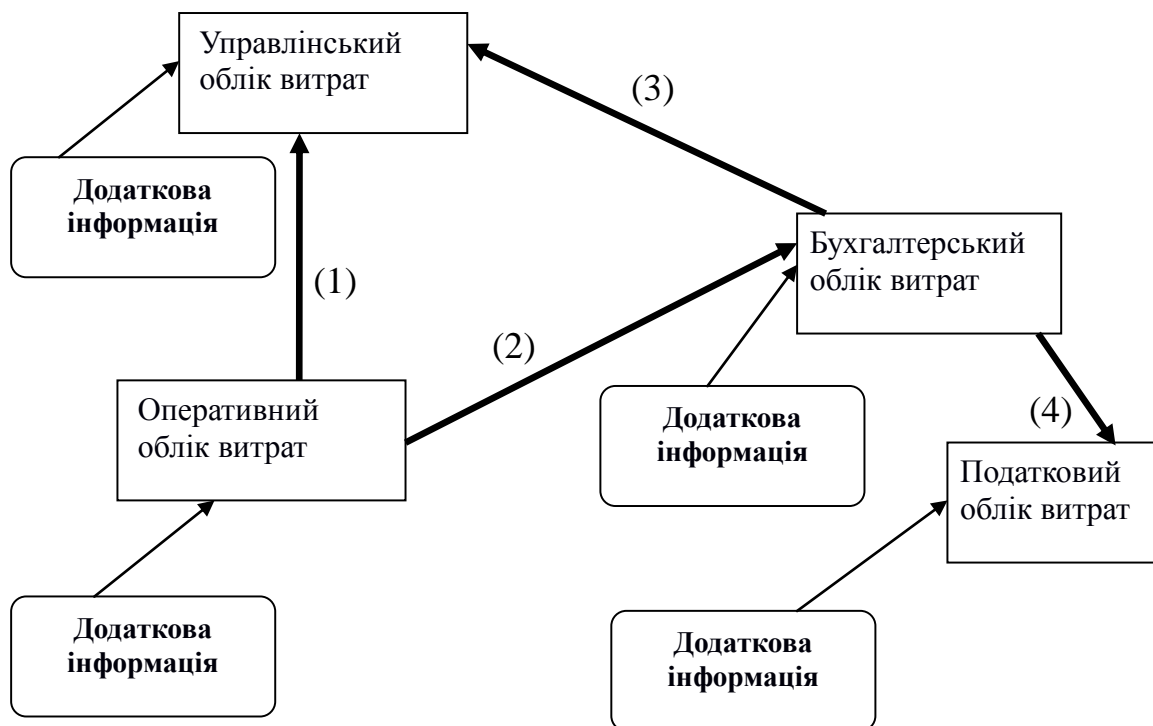 Управлінський
облік витрат
(3)
Додаткова
інформація
Бухгалтерський
облік витрат
(1)
(2)
Оперативний
облік витрат
Додаткова
інформація
(4)
Податковий
облік витрат
Додаткова
інформація
Додаткова
інформація